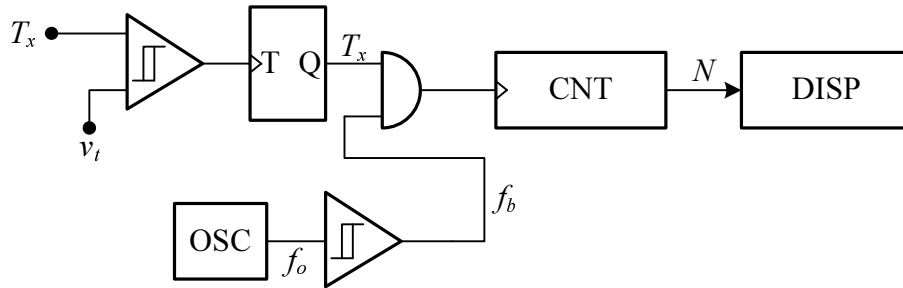 T_x
v_t
T Q
T_x
CNT
N
DISP
OSC
f_o
f_b